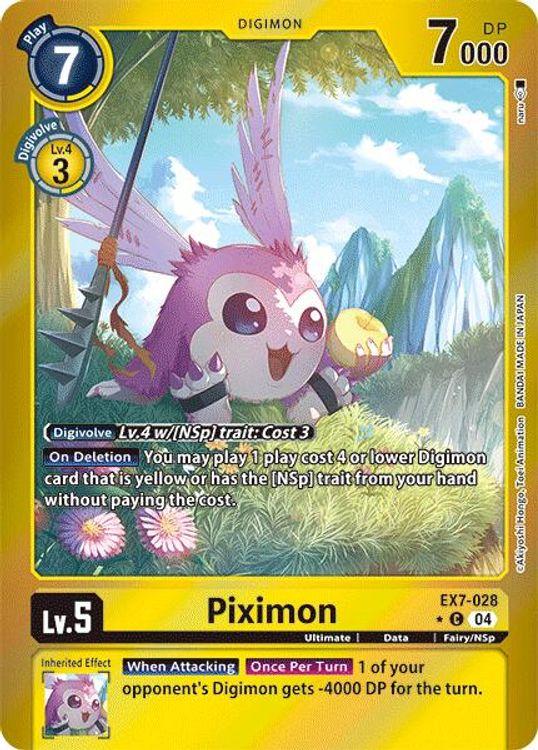 DIGIMON
Play
7
DP
7000
Digivolve
Lv.4
3
naru
Digivolve Lv.4 w/[NSp] trait: Cost 3
On Deletion You may play 1 play cost 4 or lower Digimon
card that is yellow or has the [NSp] trait from your hand
without paying the cost.
©Akiyoshi Hongo, Toei Animation BANDAI MADE IN JAPAN
Lv.5
Piximon
EX7-028
C 04
Ultimate | Data | Fairy/NSp
Inherited Effect
When Attacking Once Per Turn 1 of your
opponent's Digimon gets -4000 DP for the turn.